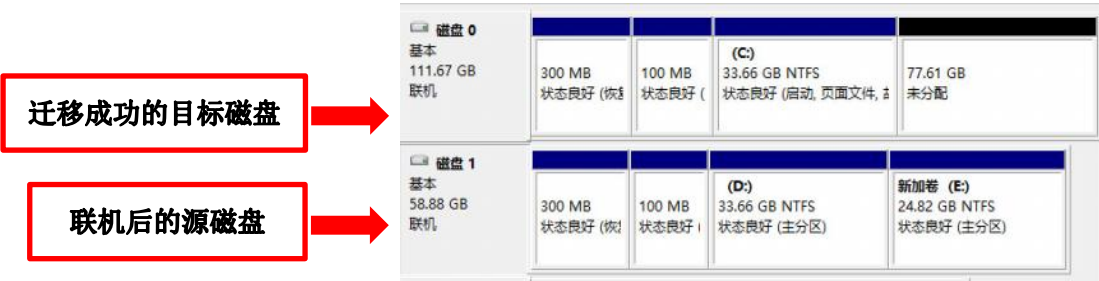 迁移成功的目标磁盘
联机后的源磁盘
磁盘 0
基本
111.67 GB
联机
300 MB
状态良好 (恢复
100 MB
状态良好 (
(C:)
33.66 GB NTFS
状态良好 (启动, 页面文件,
77.61 GB
未分配
磁盘 1
基本
58.88 GB
联机
300 MB
状态良好 (恢
100 MB
状态良好
(D:)
33.66 GB NTFS
状态良好 (主分区)
新加卷 (E:)
24.82 GB NTFS
状态良好 (主分区)